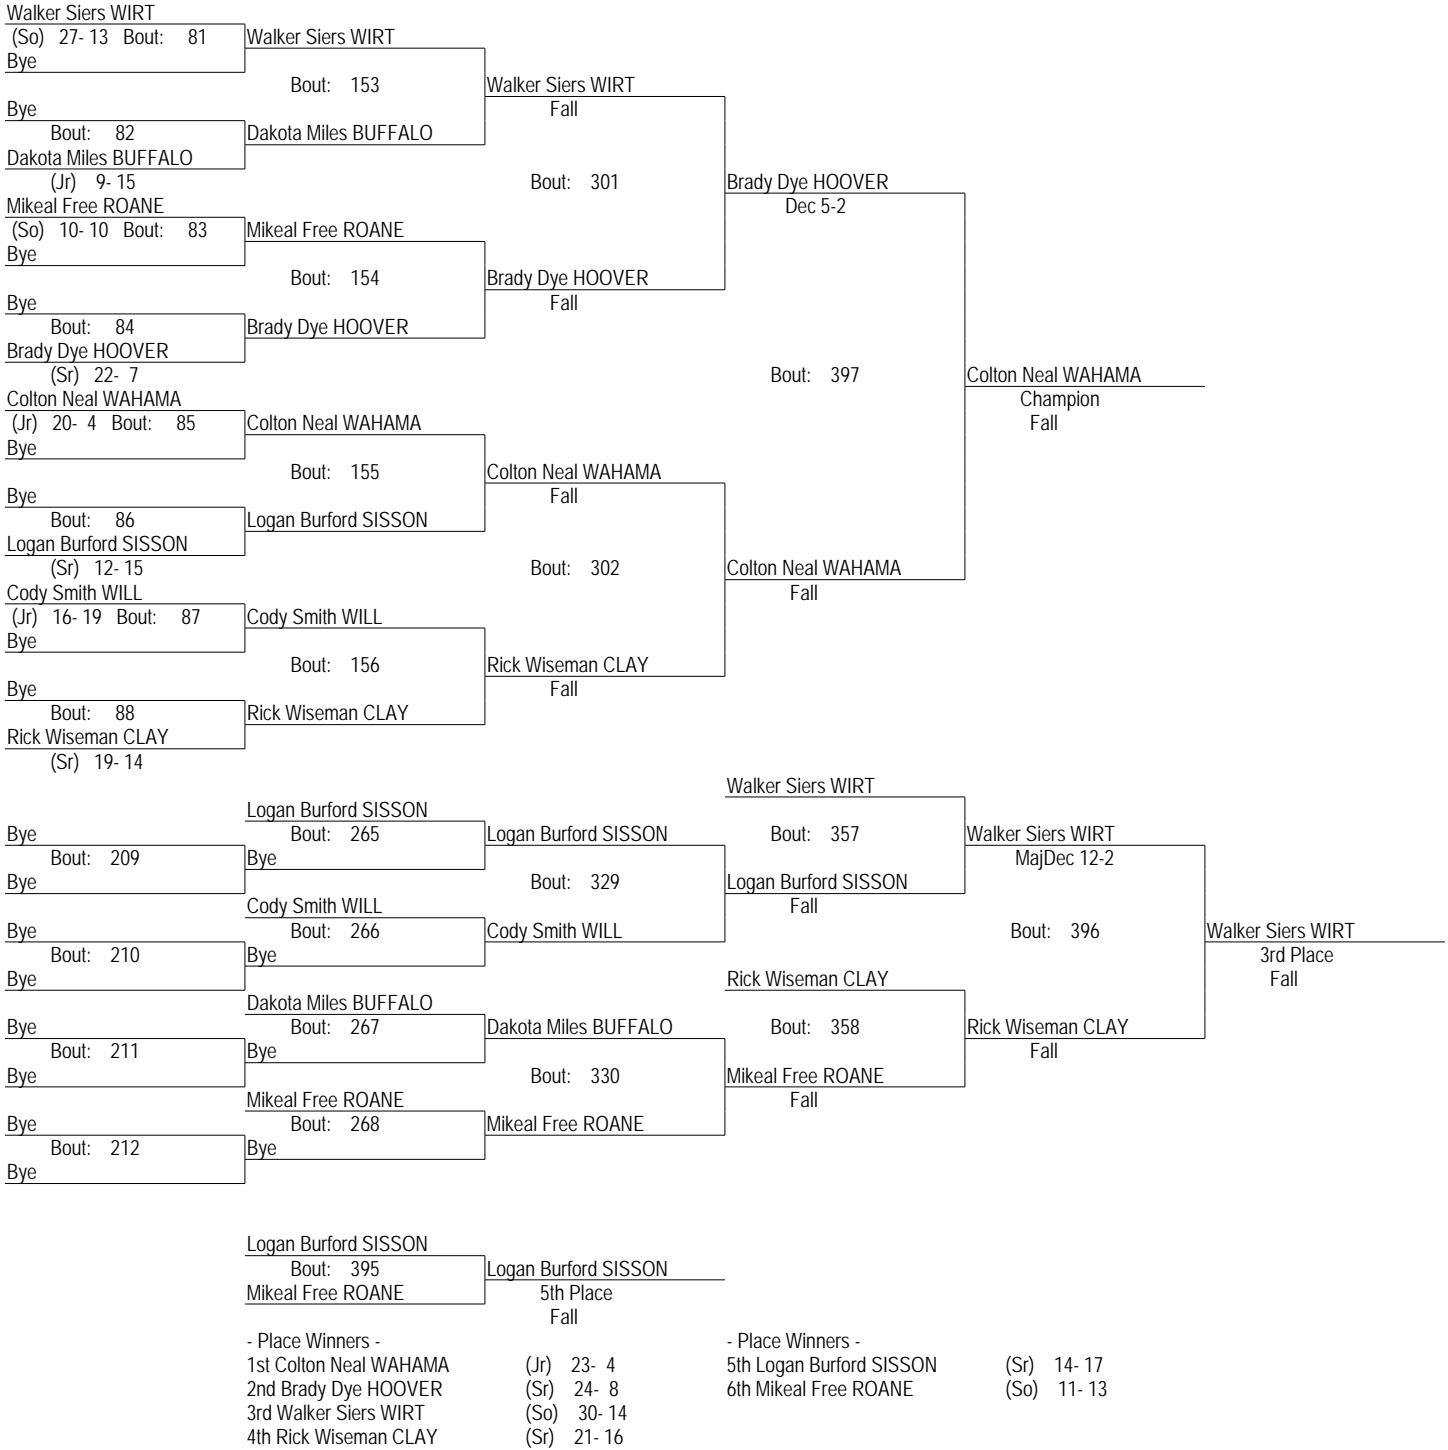 Walker Siers WIRT
(So) 27- 13 Bout: 81 Walker Siers WIRT
Bye
Bout: 153 Walker Siers WIRT
Bye Fall
Bout: 82 Dakota Miles BUFFALO
Dakota Miles BUFFALO
(Jr) 9- 15 Bout: 301 Brady Dye HOOVER
Mikeal Free ROANE Dec 5-2
(So) 10- 10 Bout: 83 Mikeal Free ROANE
Bye
Bout: 154 Brady Dye HOOVER
Bye Fall
Bout: 84 Brady Dye HOOVER
Brady Dye HOOVER
(Sr) 22- 7 Bout: 397 Colton Neal WAHAMA
Colton Neal WAHAMA Champion
(Jr) 20- 4 Bout: 85 Colton Neal WAHAMA Fall
Bye
Bout: 155 Colton Neal WAHAMA
Bye Fall
Bout: 86 Logan Burford SISSON
Logan Burford SISSON
(Sr) 12- 15 Bout: 302 Colton Neal WAHAMA
Cody Smith WILL Fall
(Jr) 16- 19 Bout: 87 Cody Smith WILL
Bye
Bout: 156 Rick Wiseman CLAY
Bye Fall
Bout: 88 Rick Wiseman CLAY
Rick Wiseman CLAY
(Sr) 19- 14
Walker Siers WIRT
Logan Burford SISSON
Bye Bout: 265 Logan Burford SISSON Bout: 357 Walker Siers WIRT
Bout: 209 Bye MajDec 12-2
Bye Bout: 329 Logan Burford SISSON
Cody Smith WILL Fall
Bye Bout: 266 Cody Smith WILL Bout: 396 Walker Siers WIRT
Bout: 210 Bye 3rd Place
Bye Rick Wiseman CLAY Fall
Dakota Miles BUFFALO
Bye Bout: 267 Dakota Miles BUFFALO Bout: 358 Rick Wiseman CLAY
Bout: 211 Bye Fall
Bye Bout: 330 Mikeal Free ROANE
Mikeal Free ROANE Fall
Bye Bout: 268 Mikeal Free ROANE
Bout: 212 Bye
Bye
Logan Burford SISSON
Bout: 395 Logan Burford SISSON
Mikeal Free ROANE 5th Place
Fall
- Place Winners - - Place Winners -
1st Colton Neal WAHAMA (Jr) 23- 4 5th Logan Burford SISSON (Sr) 14- 17
2nd Brady Dye HOOVER (Sr) 24- 8 6th Mikeal Free ROANE (So) 11- 13
3rd Walker Siers WIRT (So) 30- 14
4th Rick Wiseman CLAY (Sr) 21- 16